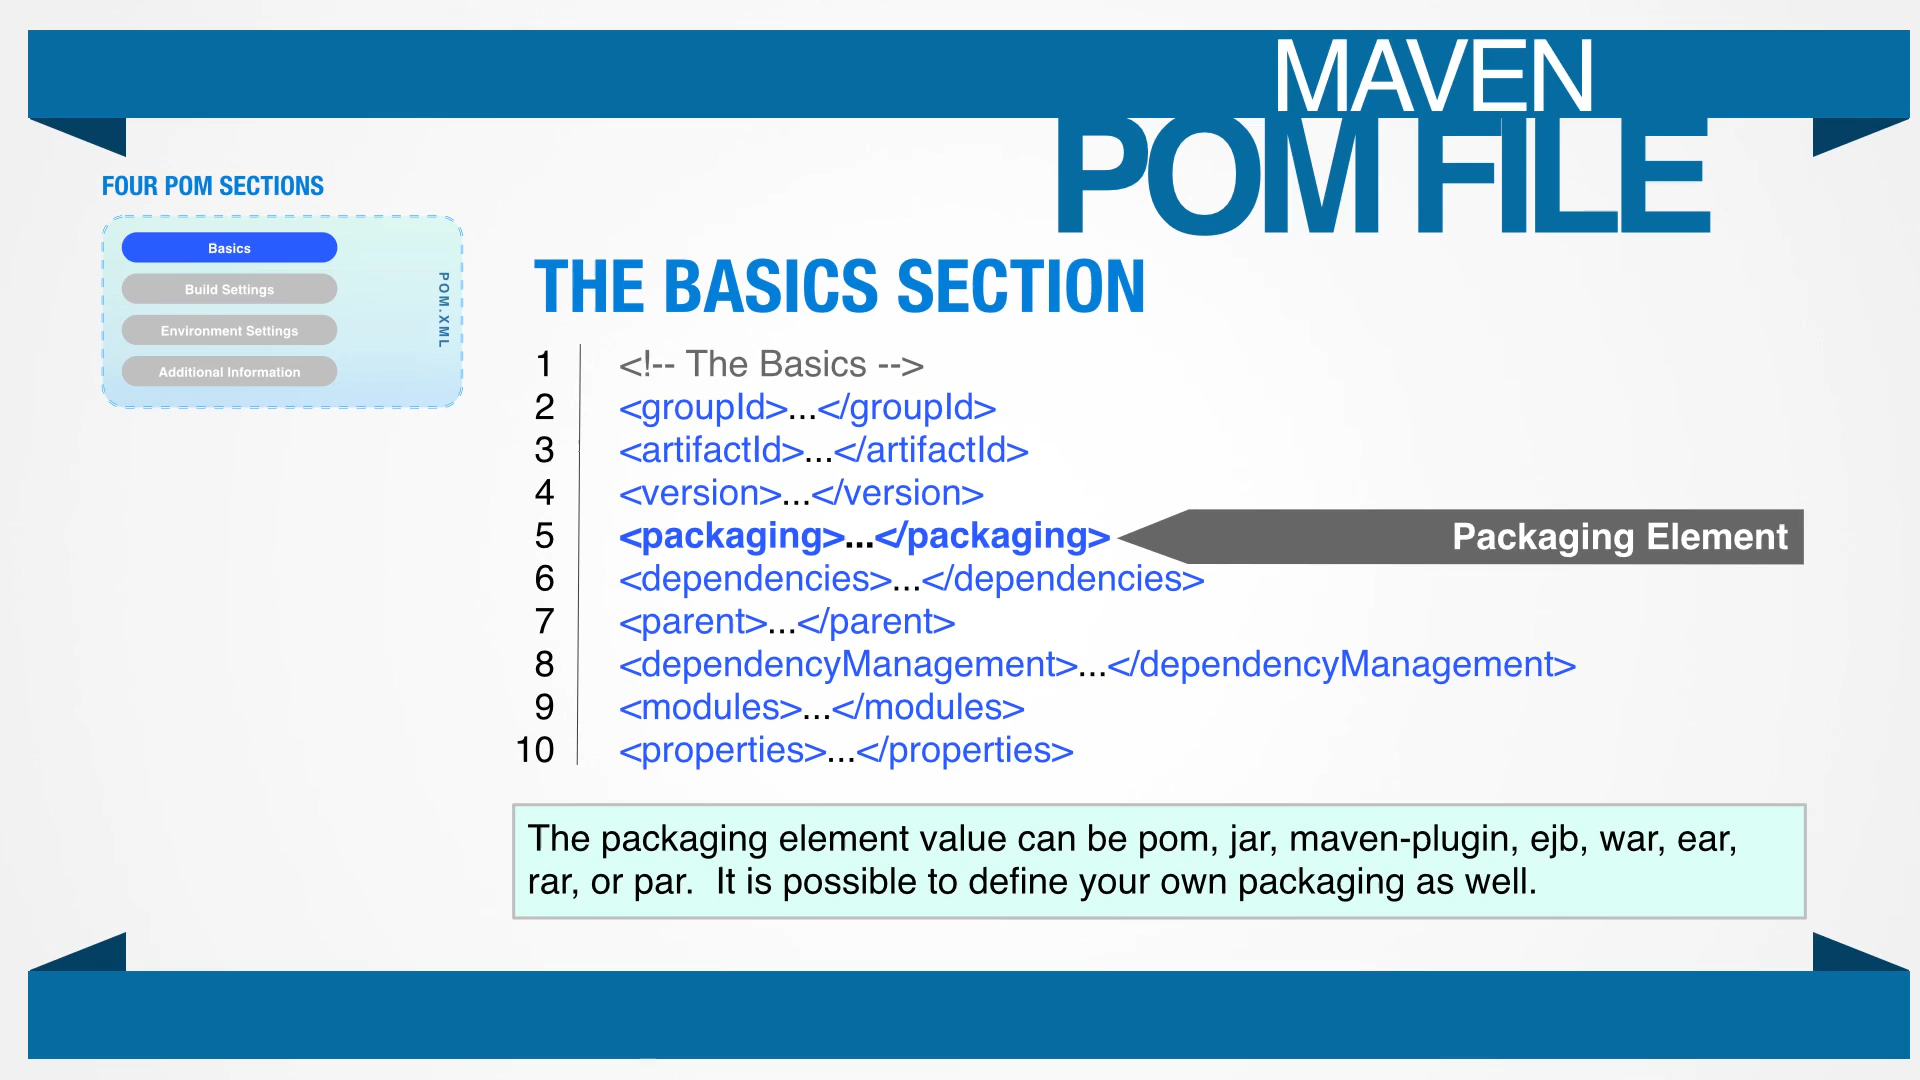 MAVEN
POM FILE
FOUR POM SECTIONS
Basics
Build Settings
Environment Settings
Additional Information
POM.XML
THE BASICS SECTION
1 <!-- The Basics -->
2 <groupId>...</groupId>
3 <artifactId>...</artifactId>
4 <version>...</version>
5 <packaging>...</packaging>
Packaging Element
6 <dependencies>...</dependencies>
7 <parent>...</parent>
8 <dependencyManagement>...</dependencyManagement>
9 <modules>...</modules>
10 <properties>...</properties>
The packaging element value can be pom, jar, maven-plugin, ejb, war, ear,
rar, or par.  It is possible to define your own packaging as well.